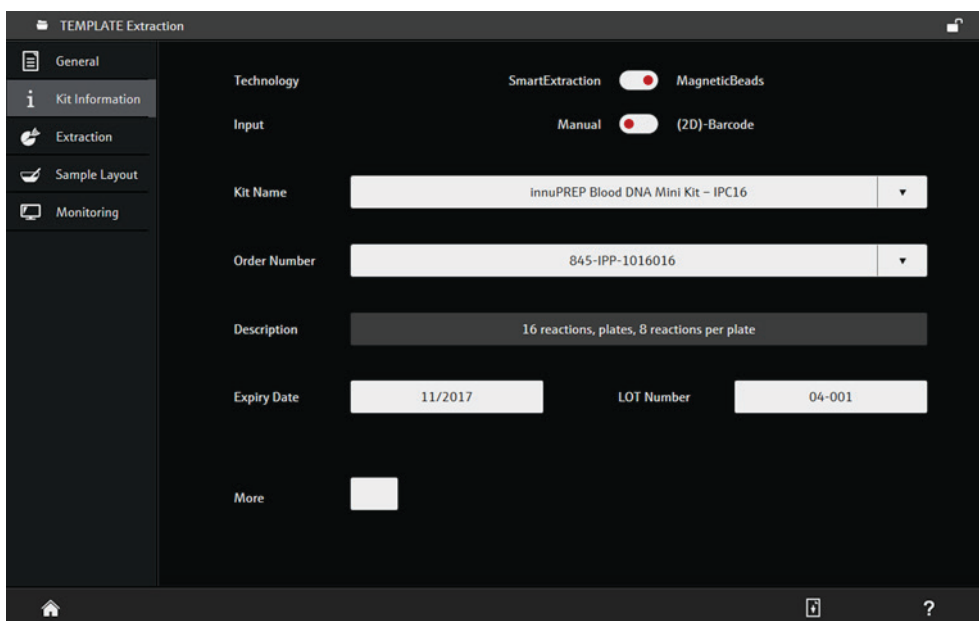 TEMPLATE Extraction
General
Kit Information
Extraction
Sample Layout
Monitoring
Technology SmartExtraction MagneticBeads
Input Manual (2D)-Barcode
Kit Name innuPREP Blood DNA Mini Kit – IPC16
Order Number 845-IPP-1016016
Description 16 reactions, plates, 8 reactions per plate
Expiry Date 11/2017 LOT Number 04-001
More
?